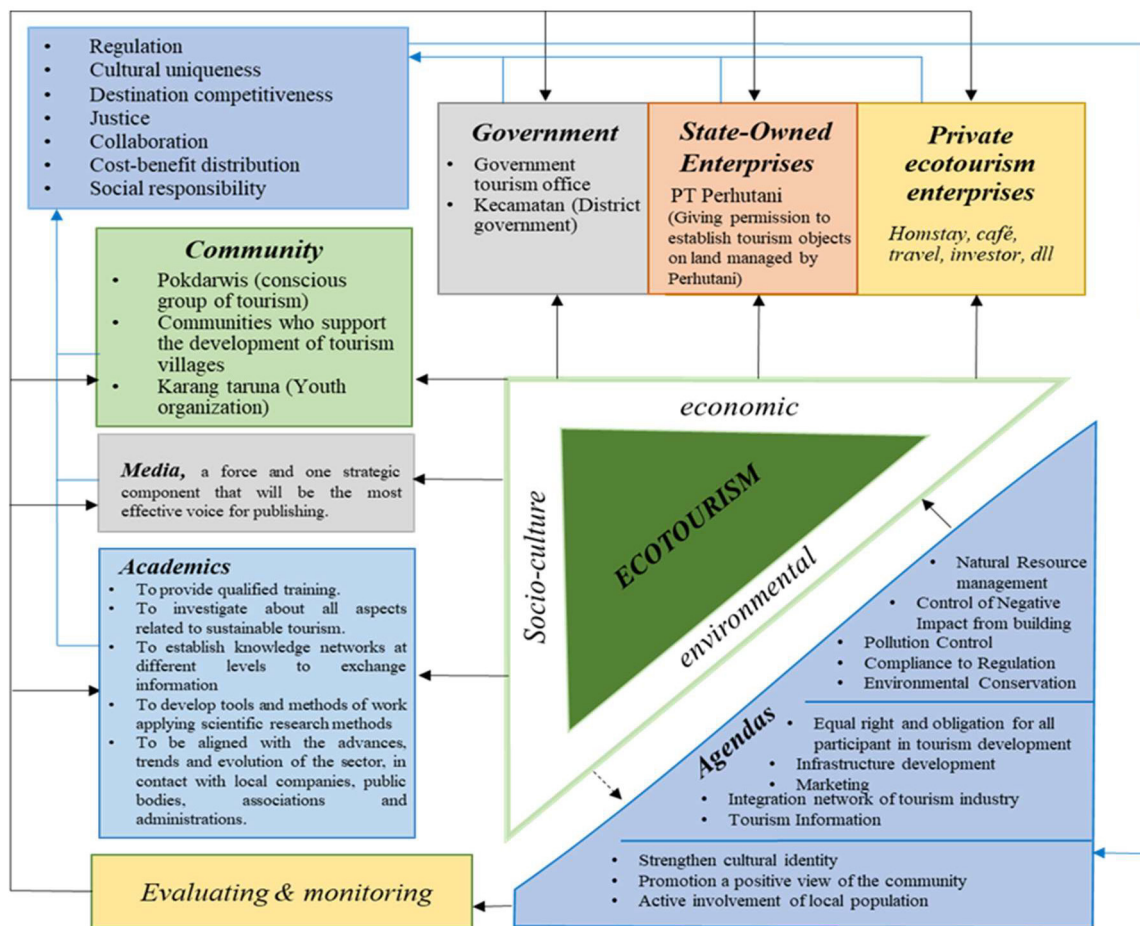 • Regulation
• Cultural uniqueness
• Destination competitiveness
• Justice
• Collaboration
• Cost-benefit distribution
• Social responsibility
Government
• Government
tourism office
• Kecamatan (District
government)
State-Owned
Enterprises
PT Perhutani
(Giving permission to
establish tourism objects
on land managed by
Perhutani)
Private
ecotourism
enterprises
Homstay, café,
travel, investor, dll
Community
• Pokdarwis (conscious
group of tourism)
• Communities who support
the development of tourism
villages
• Karang taruna (Youth
organization)
Media, a force and one strategic
component that will be the most
effective voice for publishing.
Academics
• To provide qualified training.
• To investigate about all aspects
related to sustainable tourism.
• To establish knowledge networks at
different levels to exchange
information
• To develop tools and methods of work
applying scientific research methods
• To be aligned with the advances,
trends and evolution of the sector, in
contact with local companies, public
bodies, associations and
administrations.
economic
Socio-culture
environmental
ECOTOURISM
Agendas
• Natural Resource
management
• Control of Negative
Impact from building
• Pollution Control
• Compliance to Regulation
• Environmental Conservation
• Equal right and obligation for all
participant in tourism development
• Infrastructure development
• Marketing
• Integration network of tourism industry
• Tourism Information
• Strengthen cultural identity
• Promotion a positive view of the community
• Active involvement of local population
Evaluating & monitoring